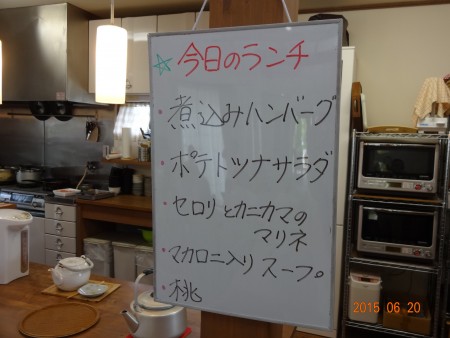 ☆今日のランチ
・煮込みハンバーグ
・ポテトツナサラダ
・セロリとカニカマの
マリネ
・マカロニ入りスープ。
・桃
2015 06 20